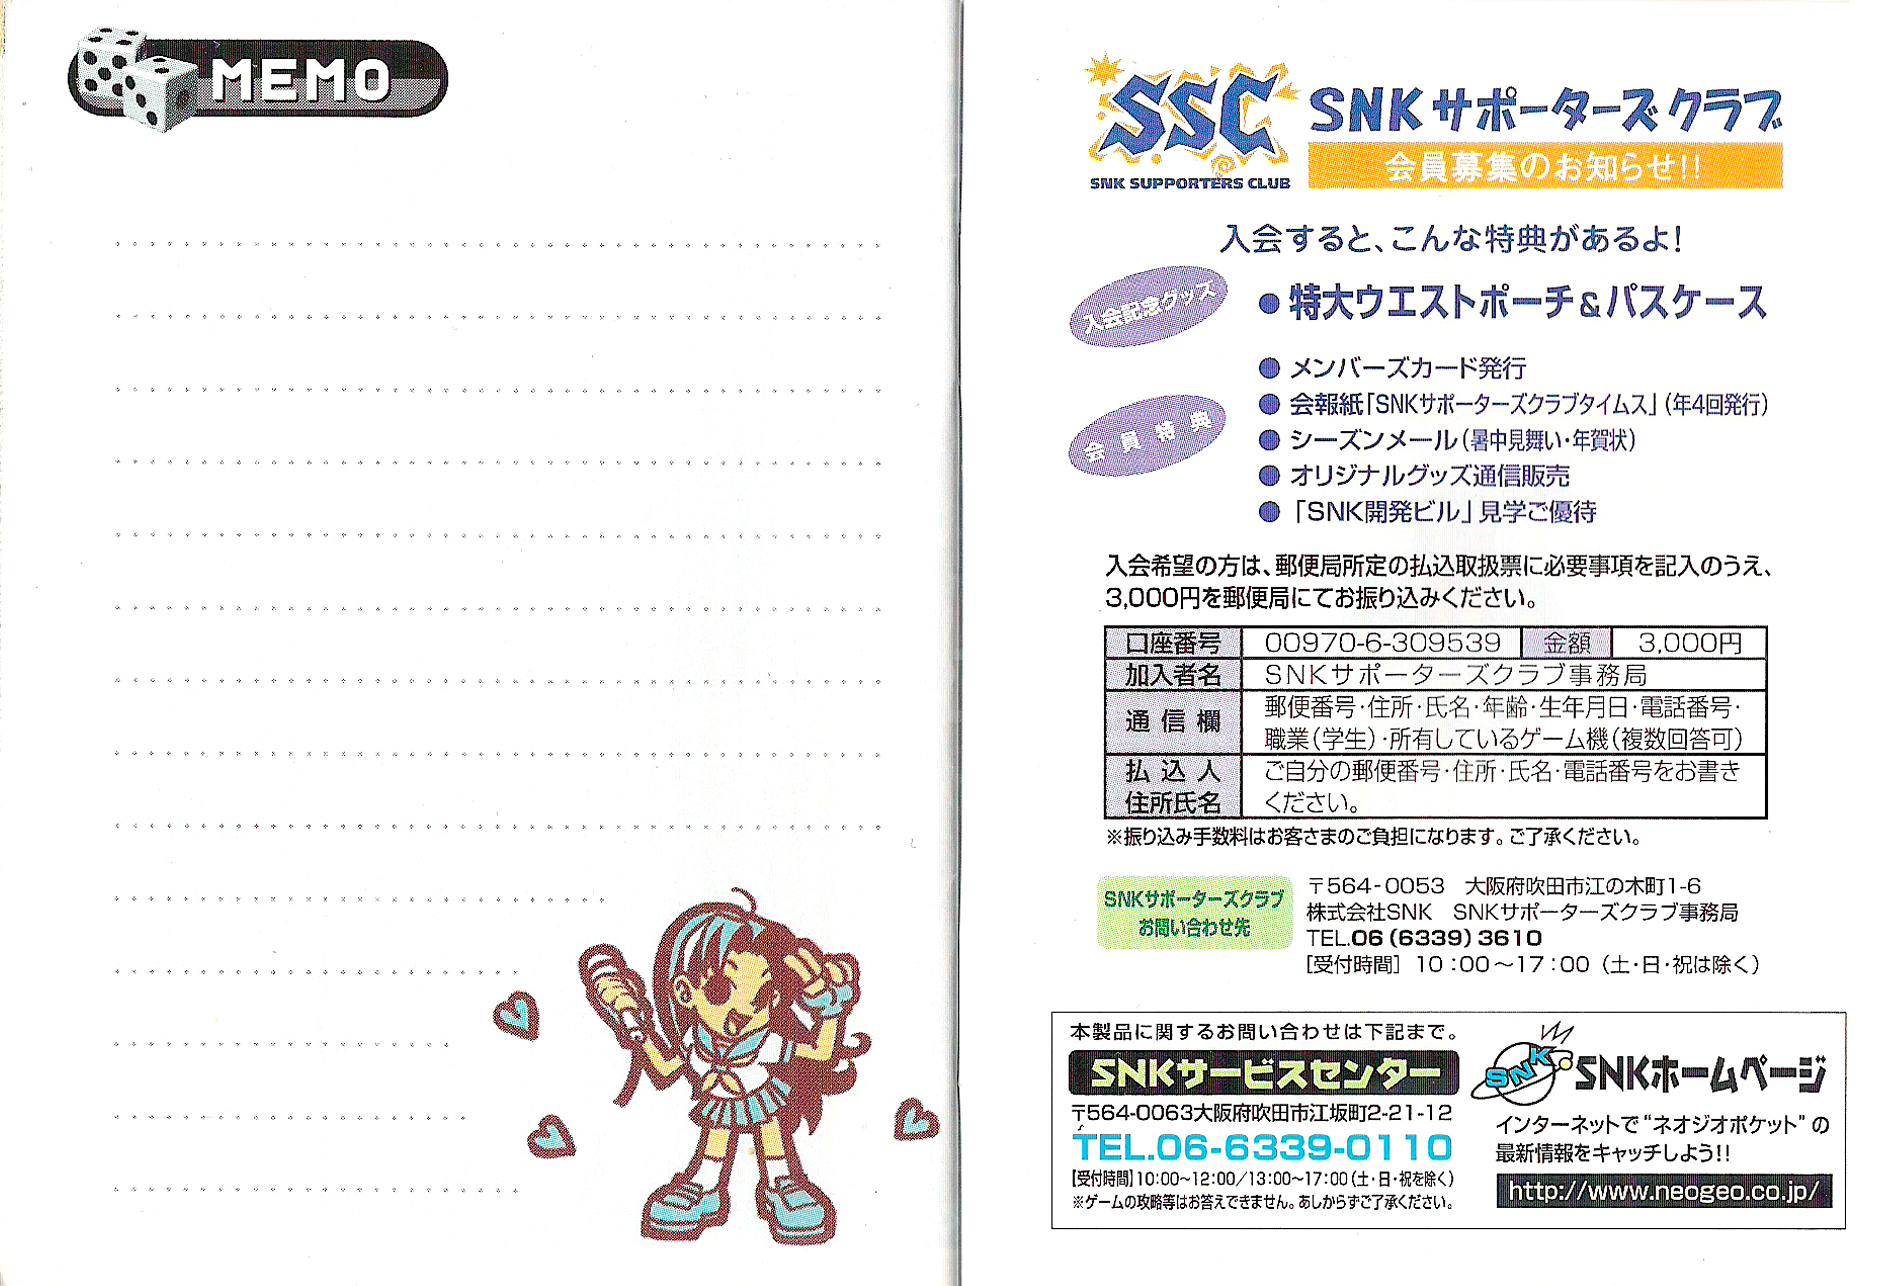 MEMO
SSC
SNK SUPPORTERS CLUB
SNKサポーターズクラブ
会員募集のお知らせ!!
入会すると、こんな特典があるよ!
入会記念グッズ
●特大ウエストポーチ&パスケース
会員特典
●メンバーズカード発行
●会報紙「SNKサポーターズクラブタイムス」(年4回発行)
●シーズンメール(暑中見舞い・年賀状)
●オリジナルグッズ通信販売
●「SNK開発ビル」見学ご優待
入会希望の方は、郵便局所定の払込取扱票に必要事項を記入のうえ、
3,000円を郵便局にてお振り込みください。
口座番号 00970-6-309539 金額 3,000円
加入者名 SNKサポーターズクラブ事務局
通信欄 郵便番号・住所・氏名・年齢・生年月日・電話番号・
職業(学生)・所有しているゲーム機(複数回答可)
払込人 ご自分の郵便番号・住所・氏名・電話番号をお書き
住所氏名 ください。
※振り込み手数料はお客さまのご負担になります。ご了承ください。
SNKサポーターズクラブ
お問い合わせ先
〒564-0053 大阪府吹田市江の木町1-6
株式会社SNK SNKサポーターズクラブ事務局
TEL.06(6339)3610
[受付時間] 10:00〜17:00 (土・日・祝は除く)
本製品に関するお問い合わせは下記まで。
SNKサービスセンター
〒564-0063大阪府吹田市江坂町2-21-12
TEL.06-6339-0110
[受付時間]10:00〜12:00/13:00〜17:00(土・日・祝を除く)
※ゲームの攻略等はお答えできません。あしからずご了承ください。
SNK
SNKホームページ
インターネットで“ネオジオポケット”の
最新情報をキャッチしよう!!
http://www.neogeo.co.jp/